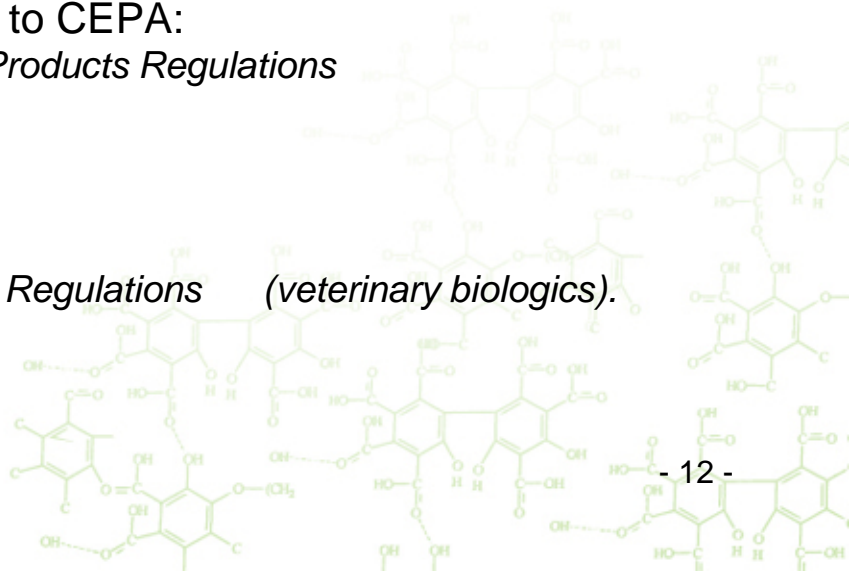 to CEPA:
Products Regulations
Regulations (veterinary biologics).
- 12 -